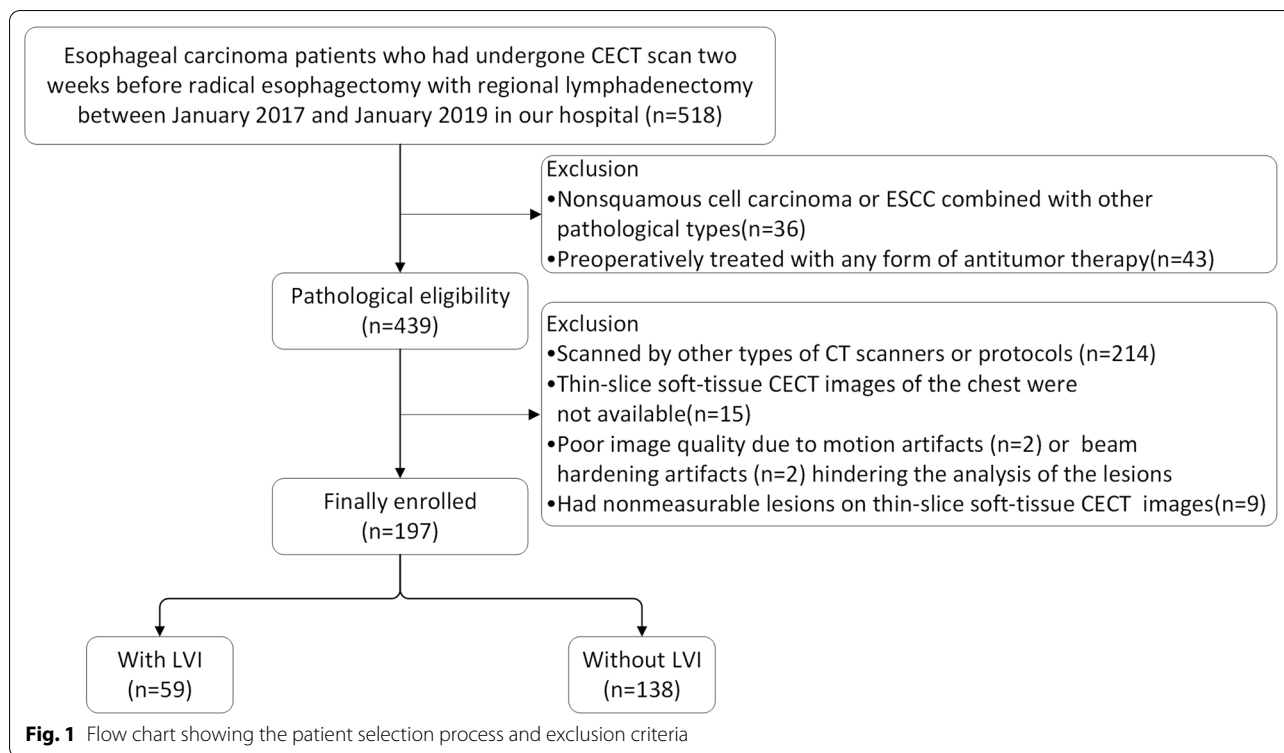 Esophageal carcinoma patients who had undergone CECT scan two
weeks before radical esophagectomy with regional lymphadenectomy
between January 2017 and January 2019 in our hospital (n=518)
Exclusion
•Nonsquamous cell carcinoma or ESCC combined with other
pathological types(n=36)
•Preoperatively treated with any form of antitumor therapy(n=43)
Pathological eligibility
(n=439)
Exclusion
•Scanned by other types of CT scanners or protocols (n=214)
•Thin-slice soft-tissue CECT images of the chest were
not available(n=15)
•Poor image quality due to motion artifacts (n=2) or beam
hardening artifacts (n=2) hindering the analysis of the lesions
•Had nonmeasurable lesions on thin-slice soft-tissue CECT images(n=9)
Finally enrolled
(n=197)
With LVI
(n=59)
Without LVI
(n=138)
Fig. 1 Flow chart showing the patient selection process and exclusion criteria